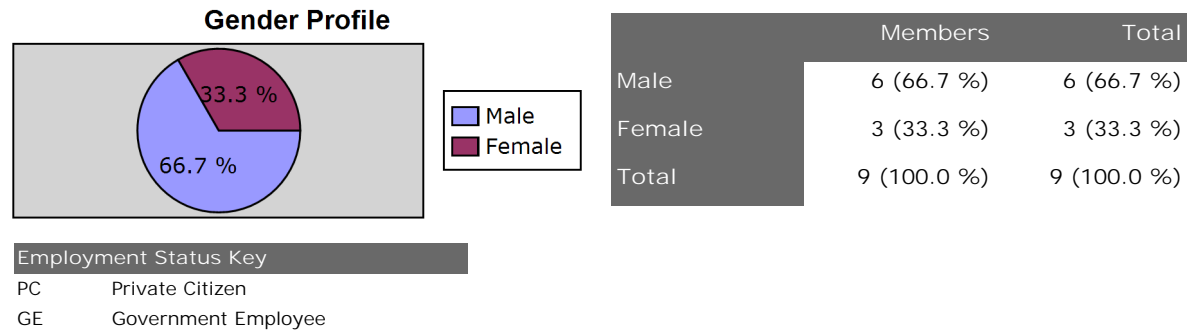 Gender Profile
33.3 %
66.7 %
Male
Female
Members Total
Male 6 (66.7 %) 6 (66.7 %)
Female 3 (33.3 %) 3 (33.3 %)
Total 9 (100.0 %) 9 (100.0 %)
Employment Status Key
PC Private Citizen
GE Government Employee